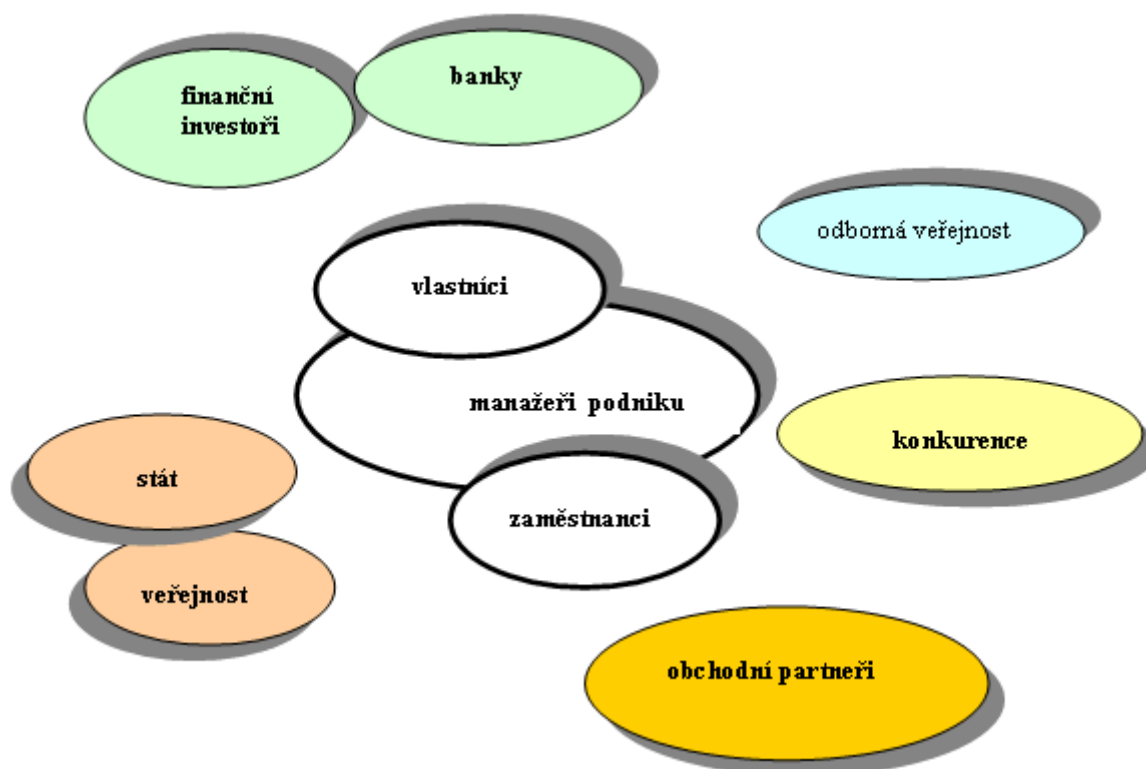 finanční
investoři
banky
odborná veřejnost
vlastníci
manažeři podniku
konkurence
stát
zaměstnanci
veřejnost
obchodní partneři